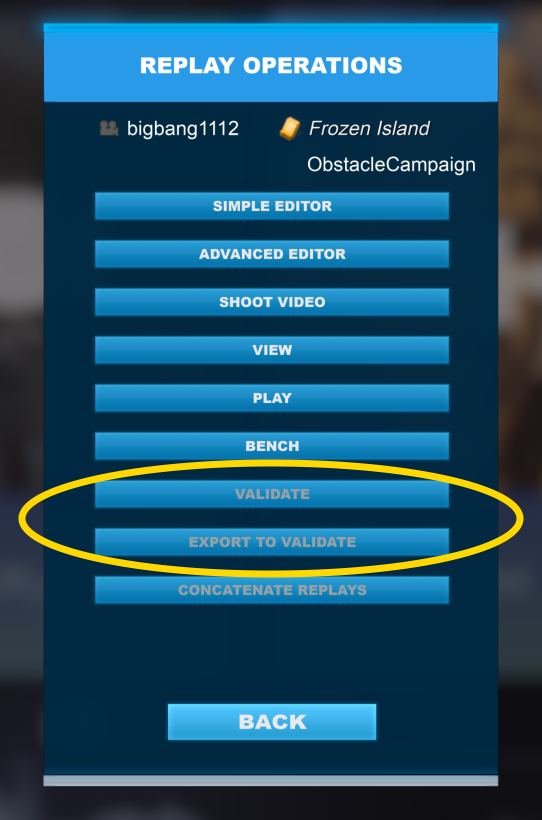 REPLAY OPERATIONS
bigbang1112 Frozen Island
ObstacleCampaign
SIMPLE EDITOR
ADVANCED EDITOR
SHOOT VIDEO
VIEW
PLAY
BENCH
VALIDATE
EXPORT TO VALIDATE
CONCATENATE REPLAYS
BACK